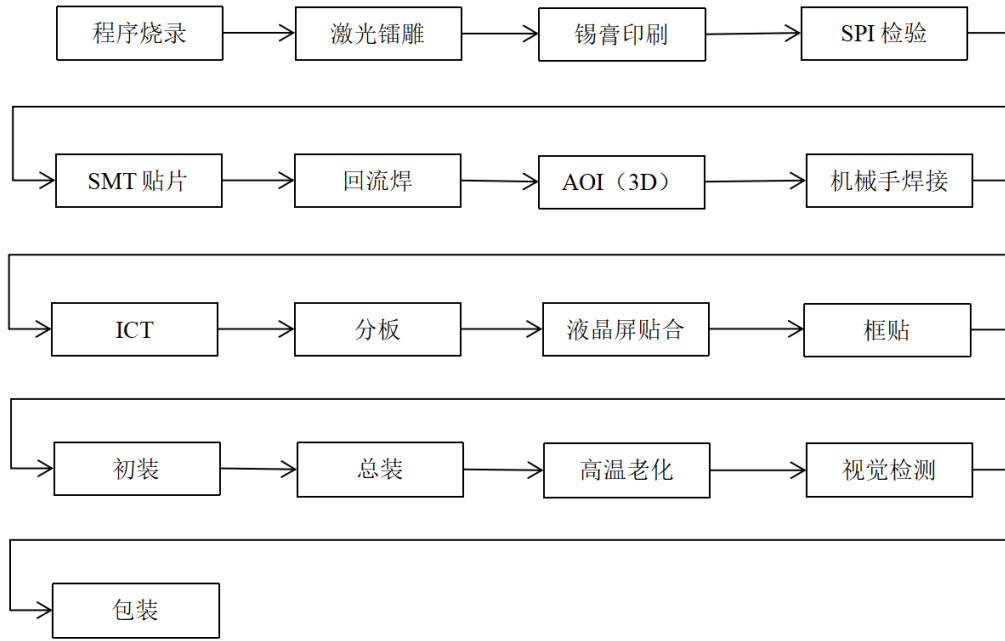 程序烧录
激光镭雕
锡膏印刷
SPI 检验
SMT 贴片
回流焊
AOI（3D）
机械手焊接
ICT
分板
液晶屏贴合
框贴
初装
总装
高温老化
视觉检测
包装